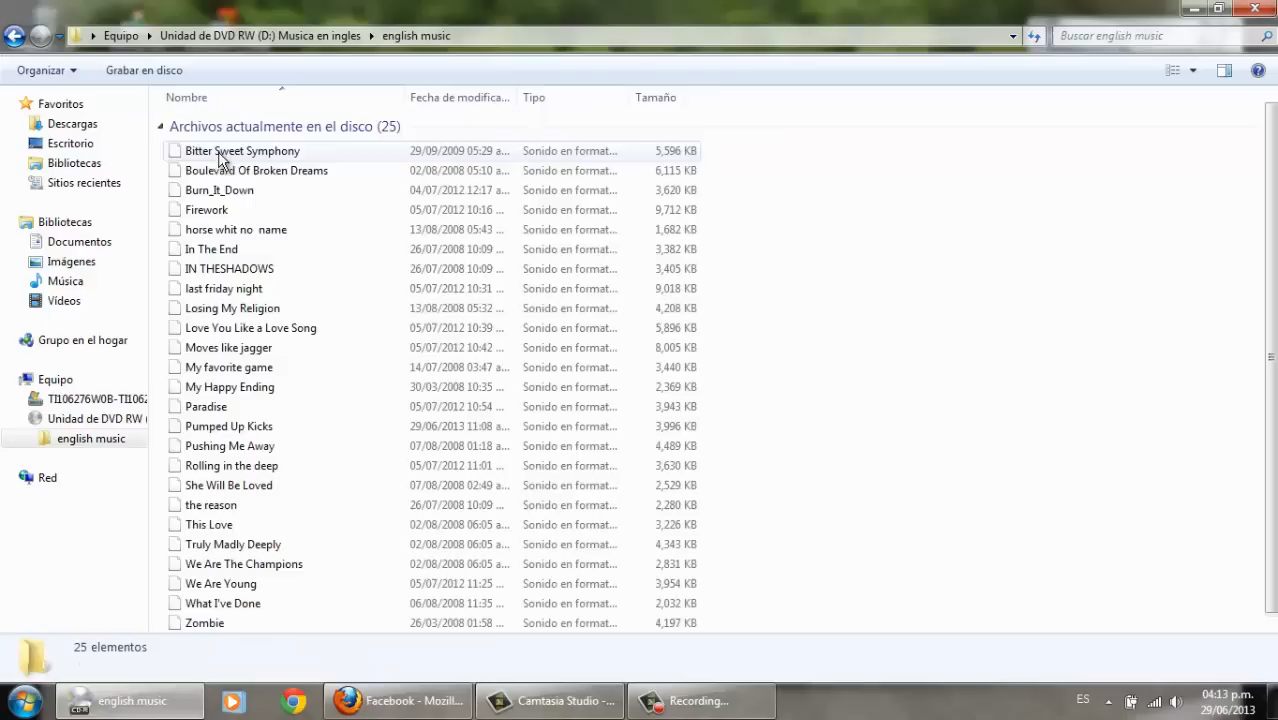 Equipo Unidad de DVD RW (D:) Musica en ingles english music Buscar english music
Organizar Grabar en disco
Nombre Fecha de modifica... Tipo Tamaño
Favoritos
Descargas
Escritorio
Bibliotecas
Sitios recientes
Bibliotecas
Documentos
Imágenes
Música
Vídeos
Grupo en el hogar
Equipo
TI106276W0B-TI1062
Unidad de DVD RW (
english music
Red
Archivos actualmente en el disco (25)
Bitter Sweet Symphony 29/09/2009 05:29 a... Sonido en format... 5,596 KB
Boulevard Of Broken Dreams 02/08/2008 05:10 ... Sonido en format... 6,115 KB
Burn_It_Down 04/07/2012 12:17 ... Sonido en format... 3,620 KB
Firework 05/07/2012 10:16 ... Sonido en format... 9,712 KB
horse whit no name 13/08/2008 05:43 ... Sonido en format... 1,682 KB
In The End 26/07/2008 10:09 ... Sonido en format... 3,382 KB
IN THESHADOWS 26/07/2008 10:09 ... Sonido en format... 3,405 KB
last friday night 05/07/2012 10:31 ... Sonido en format... 9,018 KB
Losing My Religion 13/08/2008 05:32 ... Sonido en format... 4,208 KB
Love You Like a Love Song 05/07/2012 10:39 ... Sonido en format... 5,896 KB
Moves like jagger 05/07/2012 10:42 ... Sonido en format... 8,005 KB
My favorite game 14/07/2008 03:47 a... Sonido en format... 3,440 KB
My Happy Ending 30/03/2008 10:35 ... Sonido en format... 2,369 KB
Paradise 05/07/2012 10:54 ... Sonido en format... 3,943 KB
Pumped Up Kicks 29/06/2013 11:08 a... Sonido en format... 3,996 KB
Pushing Me Away 07/08/2008 01:18 a... Sonido en format... 4,489 KB
Rolling in the deep 05/07/2012 11:01 ... Sonido en format... 3,630 KB
She Will Be Loved 07/08/2008 02:49 a... Sonido en format... 2,529 KB
the reason 26/07/2008 10:09 ... Sonido en format... 2,280 KB
This Love 02/08/2008 06:05 a... Sonido en format... 3,226 KB
Truly Madly Deeply 02/08/2008 06:05 a... Sonido en format... 4,343 KB
We Are The Champions 02/08/2008 06:05 a... Sonido en format... 2,831 KB
We Are Young 05/07/2012 11:25 ... Sonido en format... 3,954 KB
What I've Done 06/08/2008 11:35 ... Sonido en format... 2,032 KB
Zombie 26/03/2008 01:58 ... Sonido en format... 4,197 KB
25 elementos
english music Facebook - Mozill... Camtasia Studio -... Recording... ES 04:13 p.m.
29/06/2013